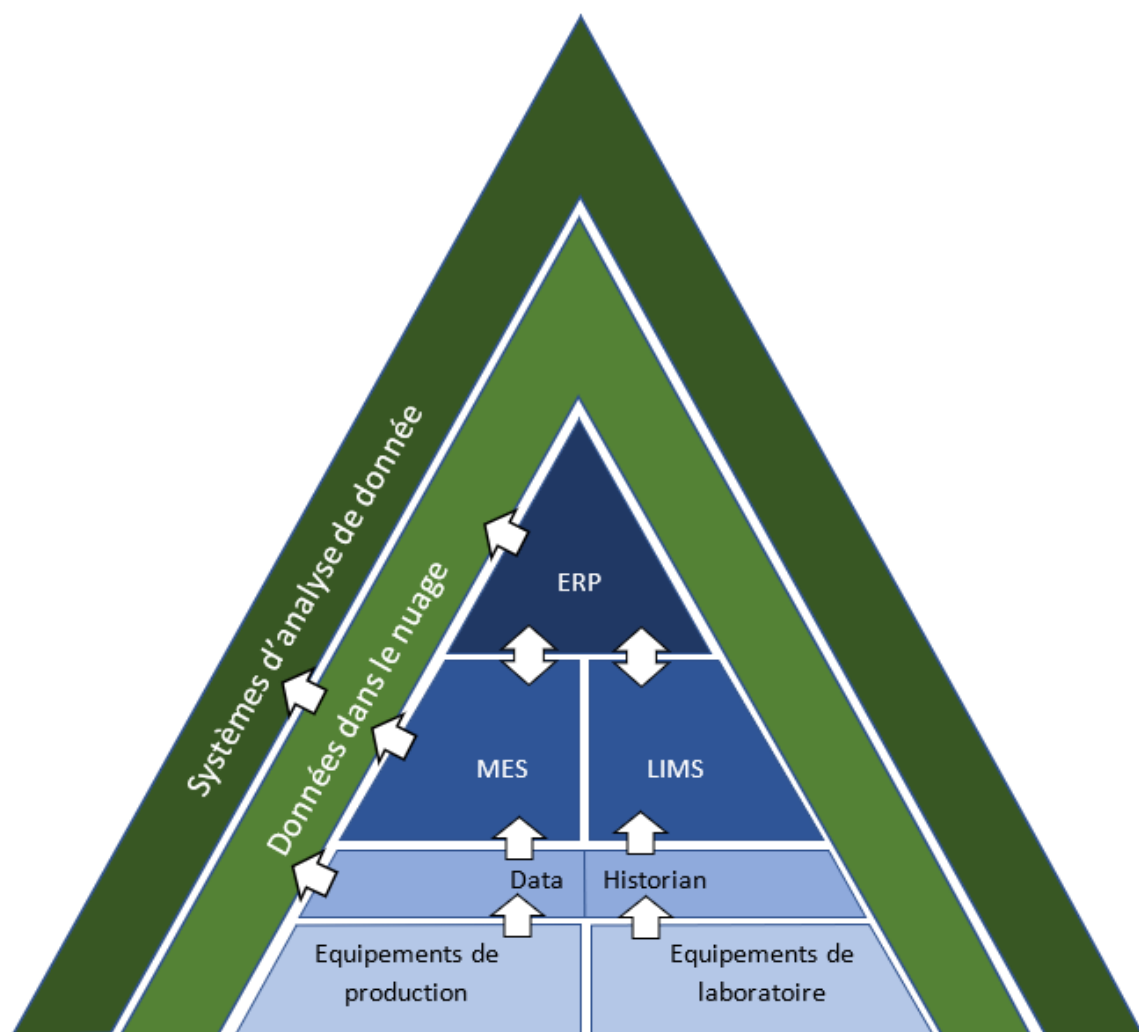 Systèmes d'analyse de donnée
Données dans le nuage
ERP
MES
LIMS
Data Historian
Equipements de
production
Equipements de
laboratoire